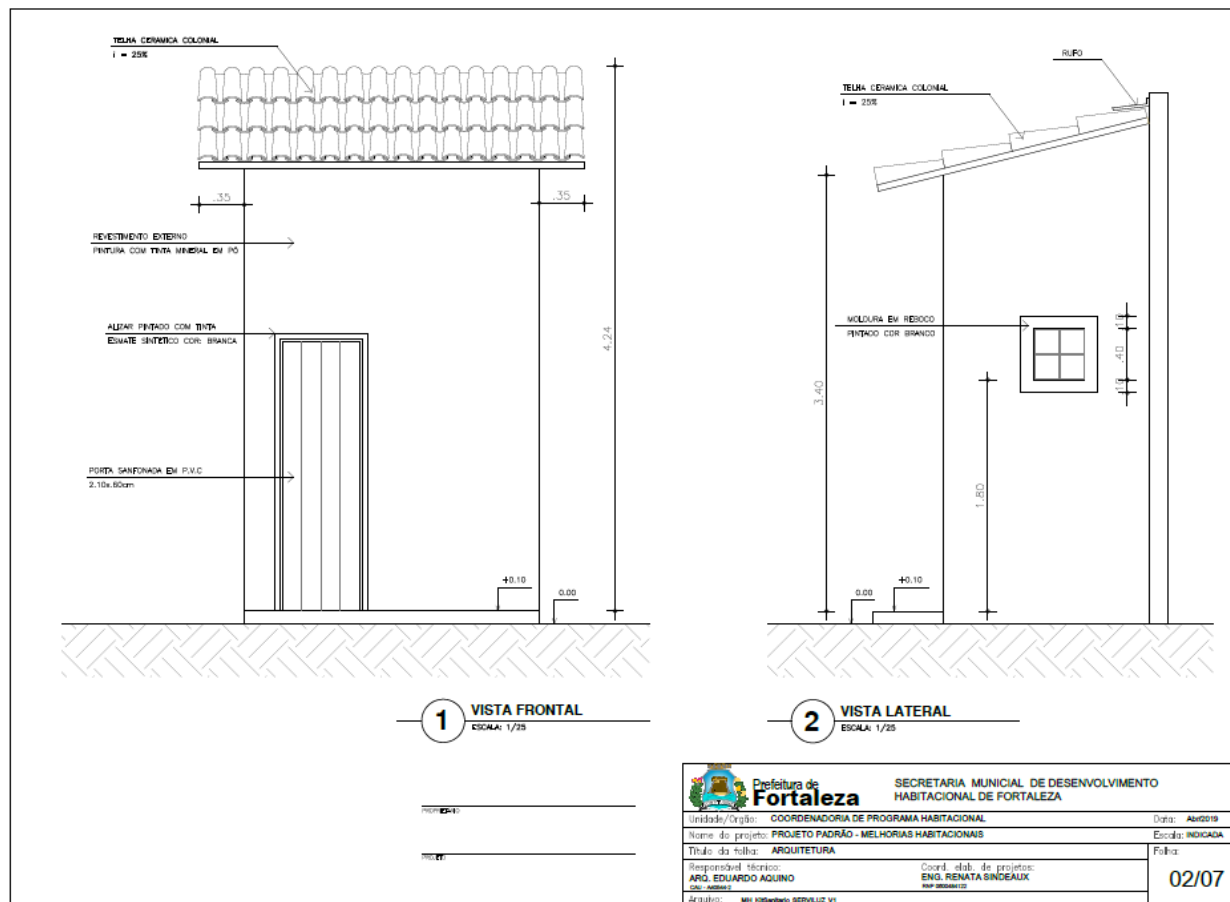 TELHA CERAMICA COLONIAL
i = 25%
.35
.35
REVESTIMENTO EXTERNO
PINTURA COM TINTA MINERAL EM PÓ
ALIZAR PINTADO COM TINTA
ESMATE SINTETICO COR: BRANCA
4.24
PORTA SANFONADA EM P.V.C
2.10x.60cm
+0.10
0.00
1
VISTA FRONTAL
ESCALA: 1/25
RUFO
TELHA CERAMICA COLONIAL
i = 25%
MOLDURA EM REBOCO
PINTADO COR BRANCO
.10
.40
.10
3.40
1.80
0.00
+0.10
2
VISTA LATERAL
ESCALA: 1/25
PROPRIETARIO
PROJETO
Prefeitura de
Fortaleza
SECRETARIA MUNICIAL DE DESENVOLVIMENTO
HABITACIONAL DE FORTALEZA
Unidade/Orgão: COORDENADORIA DE PROGRAMA HABITACIONAL
Data: Abr/2019
Nome do projeto: PROJETO PADRÃO - MELHORIAS HABITACIONAIS
Escala: INDICADA
Título da folha: ARQUITETURA
Folha:
02/07
Responsável técnico:
ARQ. EDUARDO AQUINO
Coord. elab. de projetos:
ENG. RENATA SINDEAUX
Arquivo: